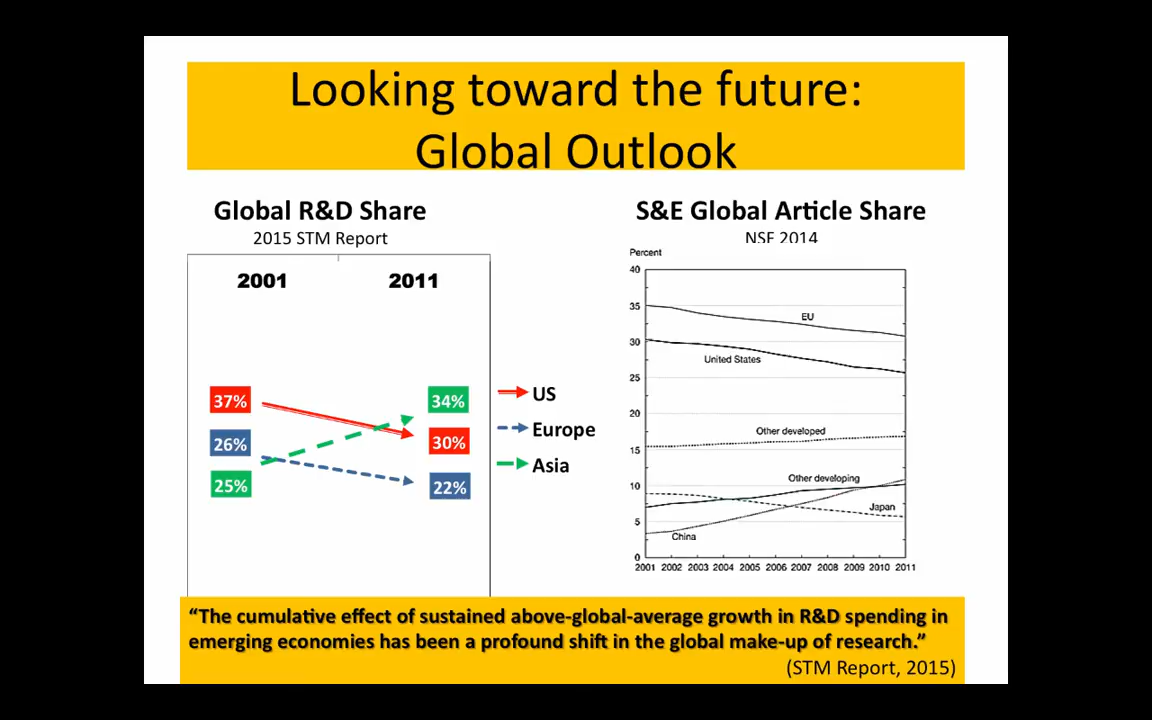 Looking toward the future:
Global Outlook
Global R&D Share
2015 STM Report
2001 2011
37%
26%
25%
34%
30%
22%
US
Europe
Asia
S&E Global Article Share
NSF 2014
Percent
40
35
30
25
20
15
10
5
0
EU
United States
Other developed
Other developing
Japan
China
2001 2002 2003 2004 2005 2006 2007 2008 2009 2010 2011
“The cumulative effect of sustained above-global-average growth in R&D spending in
emerging economies has been a profound shift in the global make-up of research.”
(STM Report, 2015)